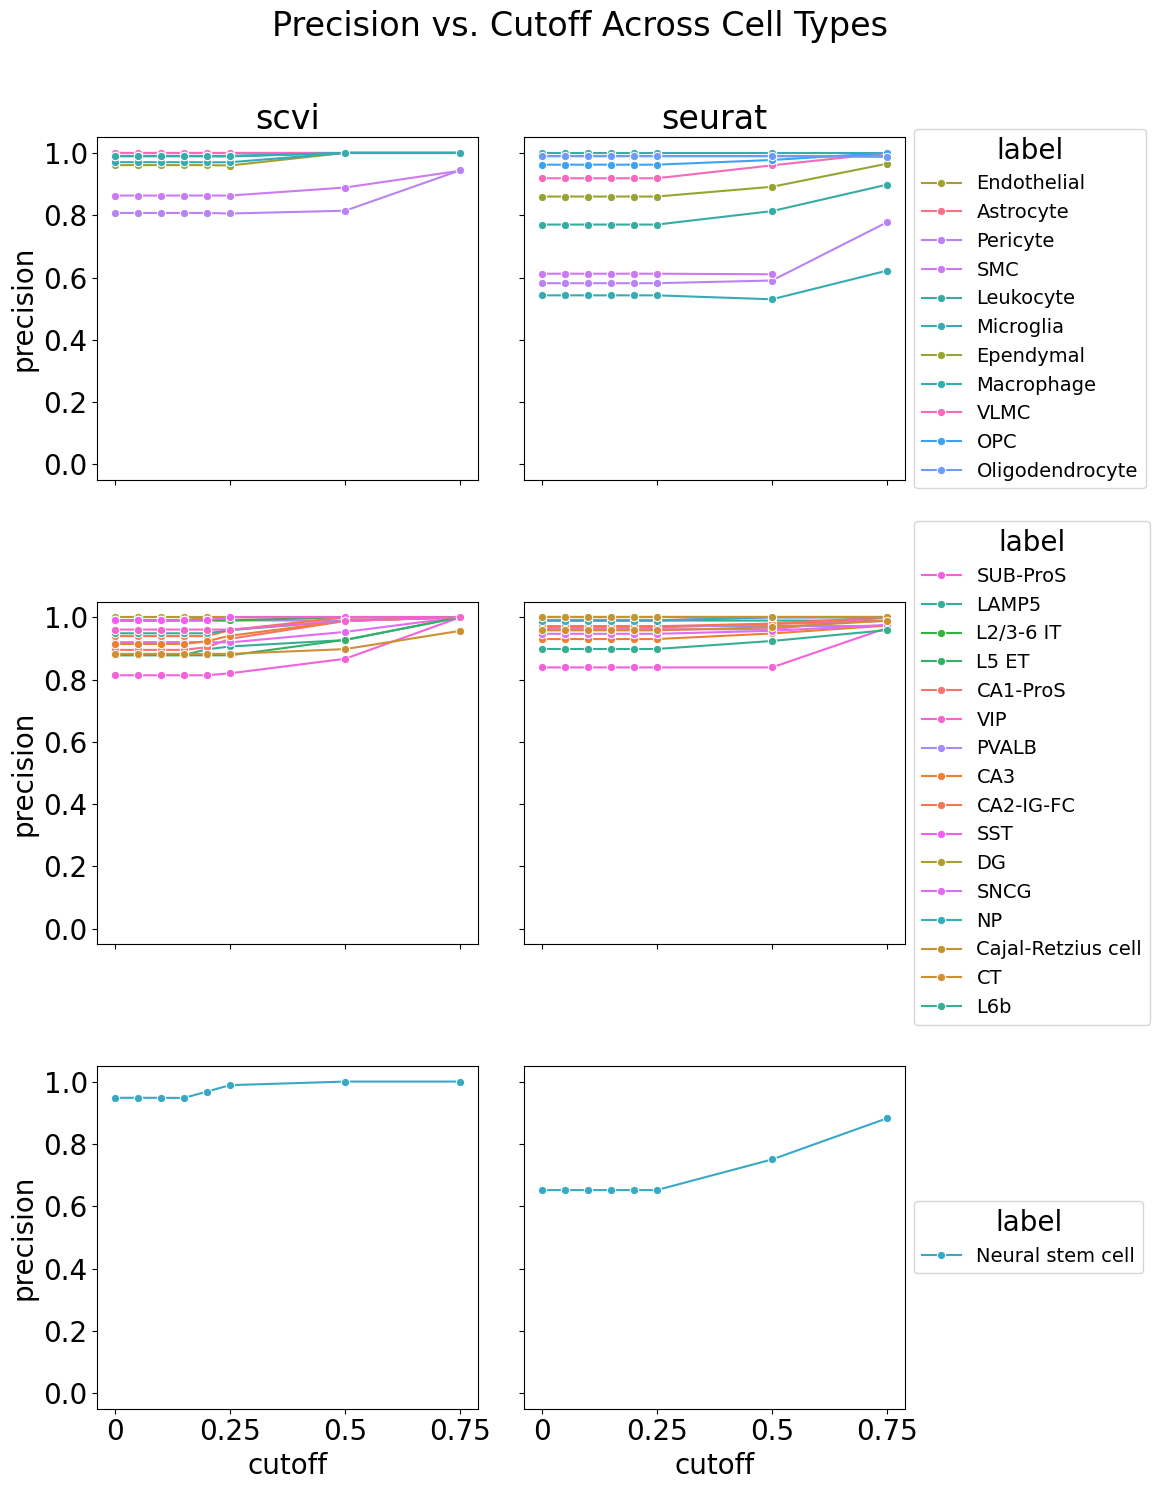 Precision vs. Cutoff Across Cell Types
scvi
seurat
precision
1.0
0.8
0.6
0.4
0.2
0.0
label
Endothelial
Astrocyte
Pericyte
SMC
Leukocyte
Microglia
Ependymal
Macrophage
VLMC
OPC
Oligodendrocyte
precision
1.0
0.8
0.6
0.4
0.2
0.0
label
SUB-ProS
LAMP5
L2/3-6 IT
L5 ET
CA1-ProS
VIP
PVALB
CA3
CA2-IG-FC
SST
DG
SNCG
NP
Cajal-Retzius cell
CT
L6b
precision
1.0
0.8
0.6
0.4
0.2
0.0
label
Neural stem cell
0 0.25 0.5 0.75
cutoff
0 0.25 0.5 0.75
cutoff